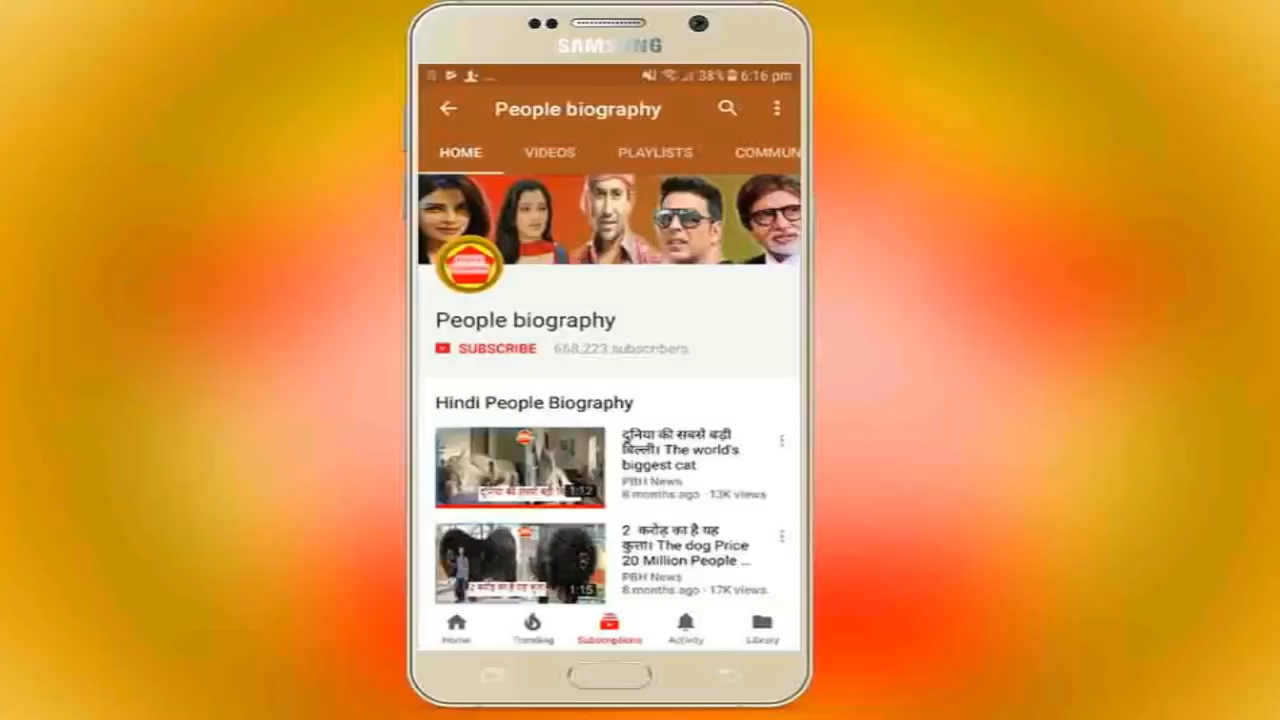 SAMSUNG
38% 6:16 pm
People biography
HOME VIDEOS PLAYLISTS COMMUN
People biography
SUBSCRIBE 668,223 subscribers
Hindi People Biography
दुनिया की सबसे बड़ी
बिल्ली। The world's
biggest cat
PBH News
8 months ago · 13K views
1:12
2 करोड़ का है यह
कुत्ता। The dog Price
20 Million People ...
PBH News
8 months ago · 17K views
2 करोड़ का है यह कुत्ता
1:15
Home Trending Subscriptions Activity Library